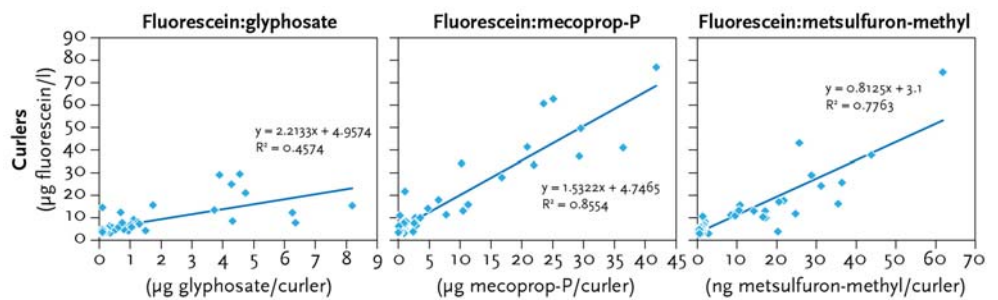 Fluorescein:glyphosate
Fluorescein:mecoprop-P
Fluorescein:metsulfuron-methyl
Curlers
(µg fluorescein/l)
90
80
70
60
50
40
30
20
10
0
y = 2.2133x + 4.9574
R² = 0.4574
0 1 2 3 4 5 6 7 8 9
(µg glyphosate/curler)
y = 1.5322x + 4.7465
R² = 0.8554
0 5 10 15 20 25 30 35 40 45
(µg mecoprop-P/curler)
y = 0.8125x + 3.1
R² = 0.7763
0 10 20 30 40 50 60 70
(ng metsulfuron-methyl/curler)